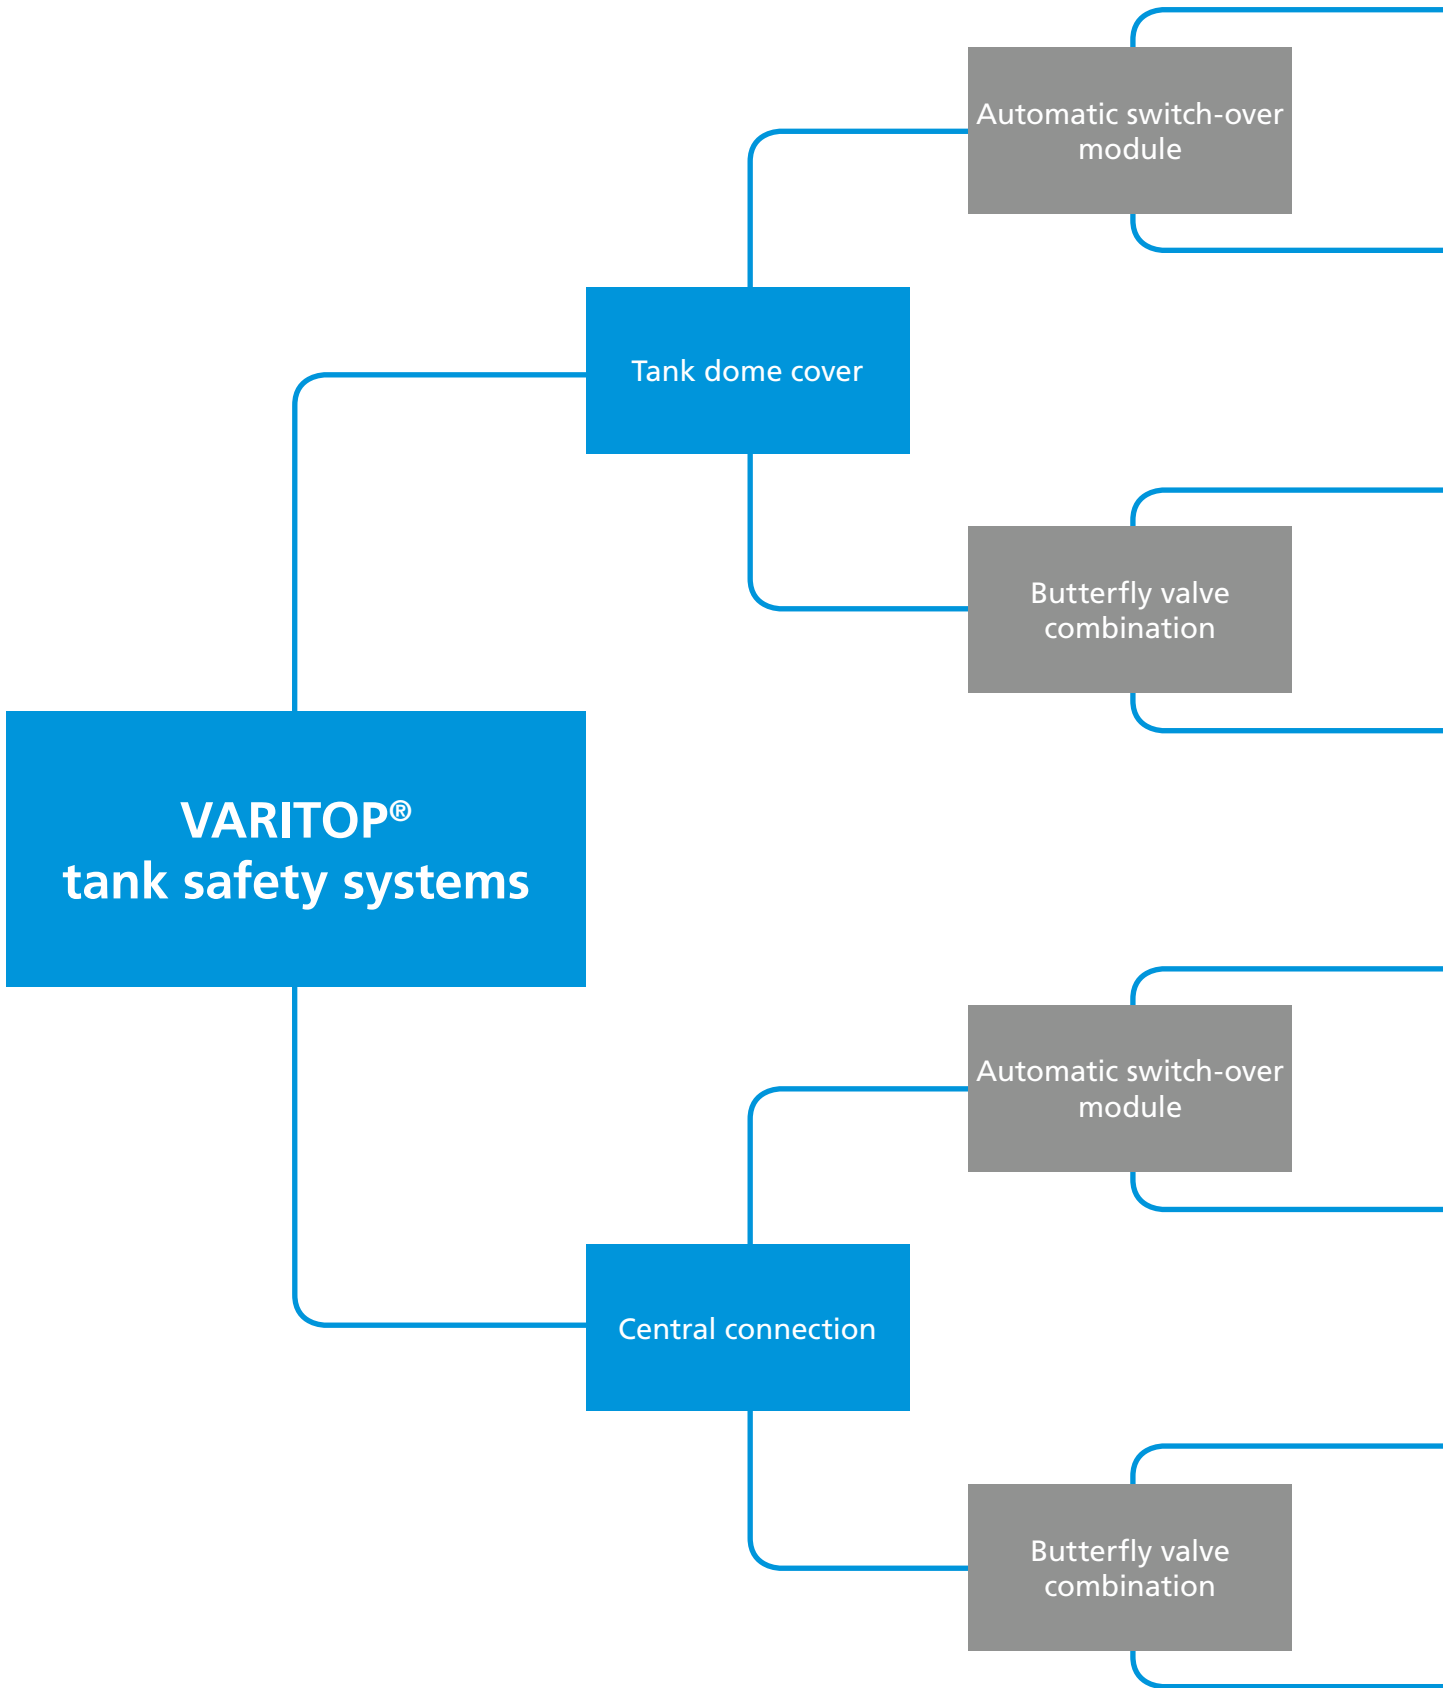 Automatic switch-over
module
Tank dome cover
Butterfly valve
combination
VARITOP®
tank safety systems
Automatic switch-over
module
Central connection
Butterfly valve
combination